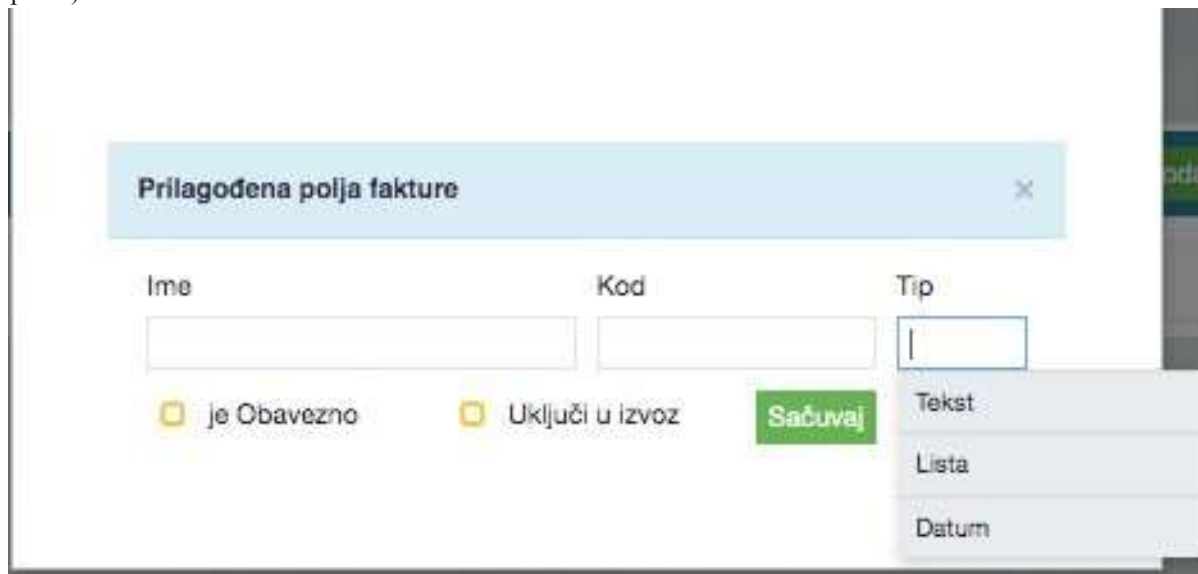 Prilagođena polja fakture
×
Ime Kod Tip
je Obavezno Uključi u izvoz Sačuvaj
Tekst
Lista
Datum